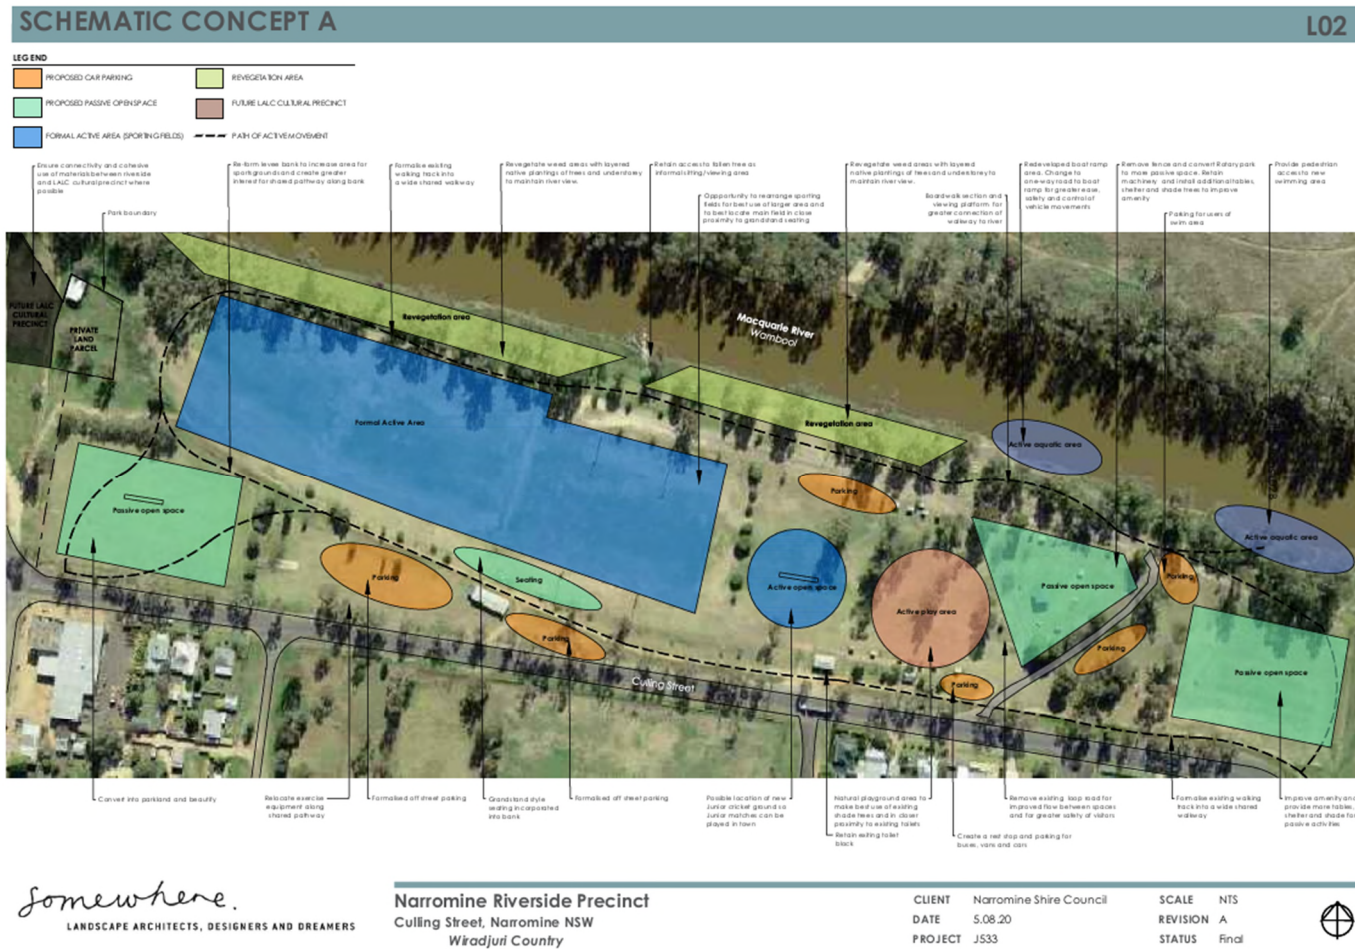 SCHEMATIC CONCEPT A
L02
LEGEND
PROPOSED CAR PARKING
REVEGETATION AREA
PROPOSED PASSIVE OPEN SPACE
FUTURE LALC CULTURAL PRECINCT
FORMAL ACTIVE AREA (SPORTING FIELDS)
PATH OF ACTIVE MOVEMENT
Ensure connectivity and cohesive
use of materials between riverside
and LALC cultural precinct where
possible
Park boundary
Re-form levee bank to increase area for
sportsground and create greater
interest for shared pathway along bank
Formalise existing
walking track into
a wide shared walkway
Revegetate weed areas with layered
native plantings of trees and understorey
to maintain river view.
Retain access to fallen tree as
informal sitting/viewing area
Oppportunity to rearrange sporting
fields for best use of larger area and
to best locate main field in close
proximity to grandstand seating
Revegetate weed areas with layered
native plantings of trees and understorey to
maintain river view.
Boardwalk section and
viewing platform for
greater connection of
walkway to river
Redeveloped boat ramp
area. Change to
one-way road to boat
ramp for greater ease,
safety and control of
vehicle movements
Remove fence and convert Rotary park
to more passive space. Retain
machinery and install additional tables,
shelter and shade trees to improve
amenity
Parking for users of
swim area
Provide pedestrian
access to new
swimming area
FUTURE LALC
CULTURAL
PRECINCT
PRIVATE
LAND
PARCEL
Revegetation area
Macquarie River
Wambool
Formal Active Area
Revegetation area
Active aquatic area
Parking
Passive open space
Active aquatic area
Parking
Seating
Active open space
Passive open space
Parking
Active play area
Parking
Parking
Parking
Passive open space
Culling Street
Convert into parkland and beautify
Relocate exercise
equipment along
shared pathway
Formalised off street parking
Grandstand style
seating incorporated
into bank
Formalised off street parking
Possible location of new
Junior cricket ground so
Junior matches can be
played in town
Natural playground area to
make best use of existing
shade trees and in closer
proximity to existing toilets
Retain exiting toilet
block
Create a rest stop and parking for
buses, vans and cars
Remove existing loop road for
improved flow between spaces
and for greater safety of visitors
Formalise existing walking
track into a wide shared
walkway
Improve amenity and
provide more tables,
shelter and shade for
passive activities
somewhere.
LANDSCAPE ARCHITECTS, DESIGNERS AND DREAMERS
Narromine Riverside Precinct
Culling Street, Narromine NSW
Wiradjuri Country
CLIENT Narromine Shire Council
DATE 5.08.20
PROJECT J533
SCALE NTS
REVISION A
STATUS Final